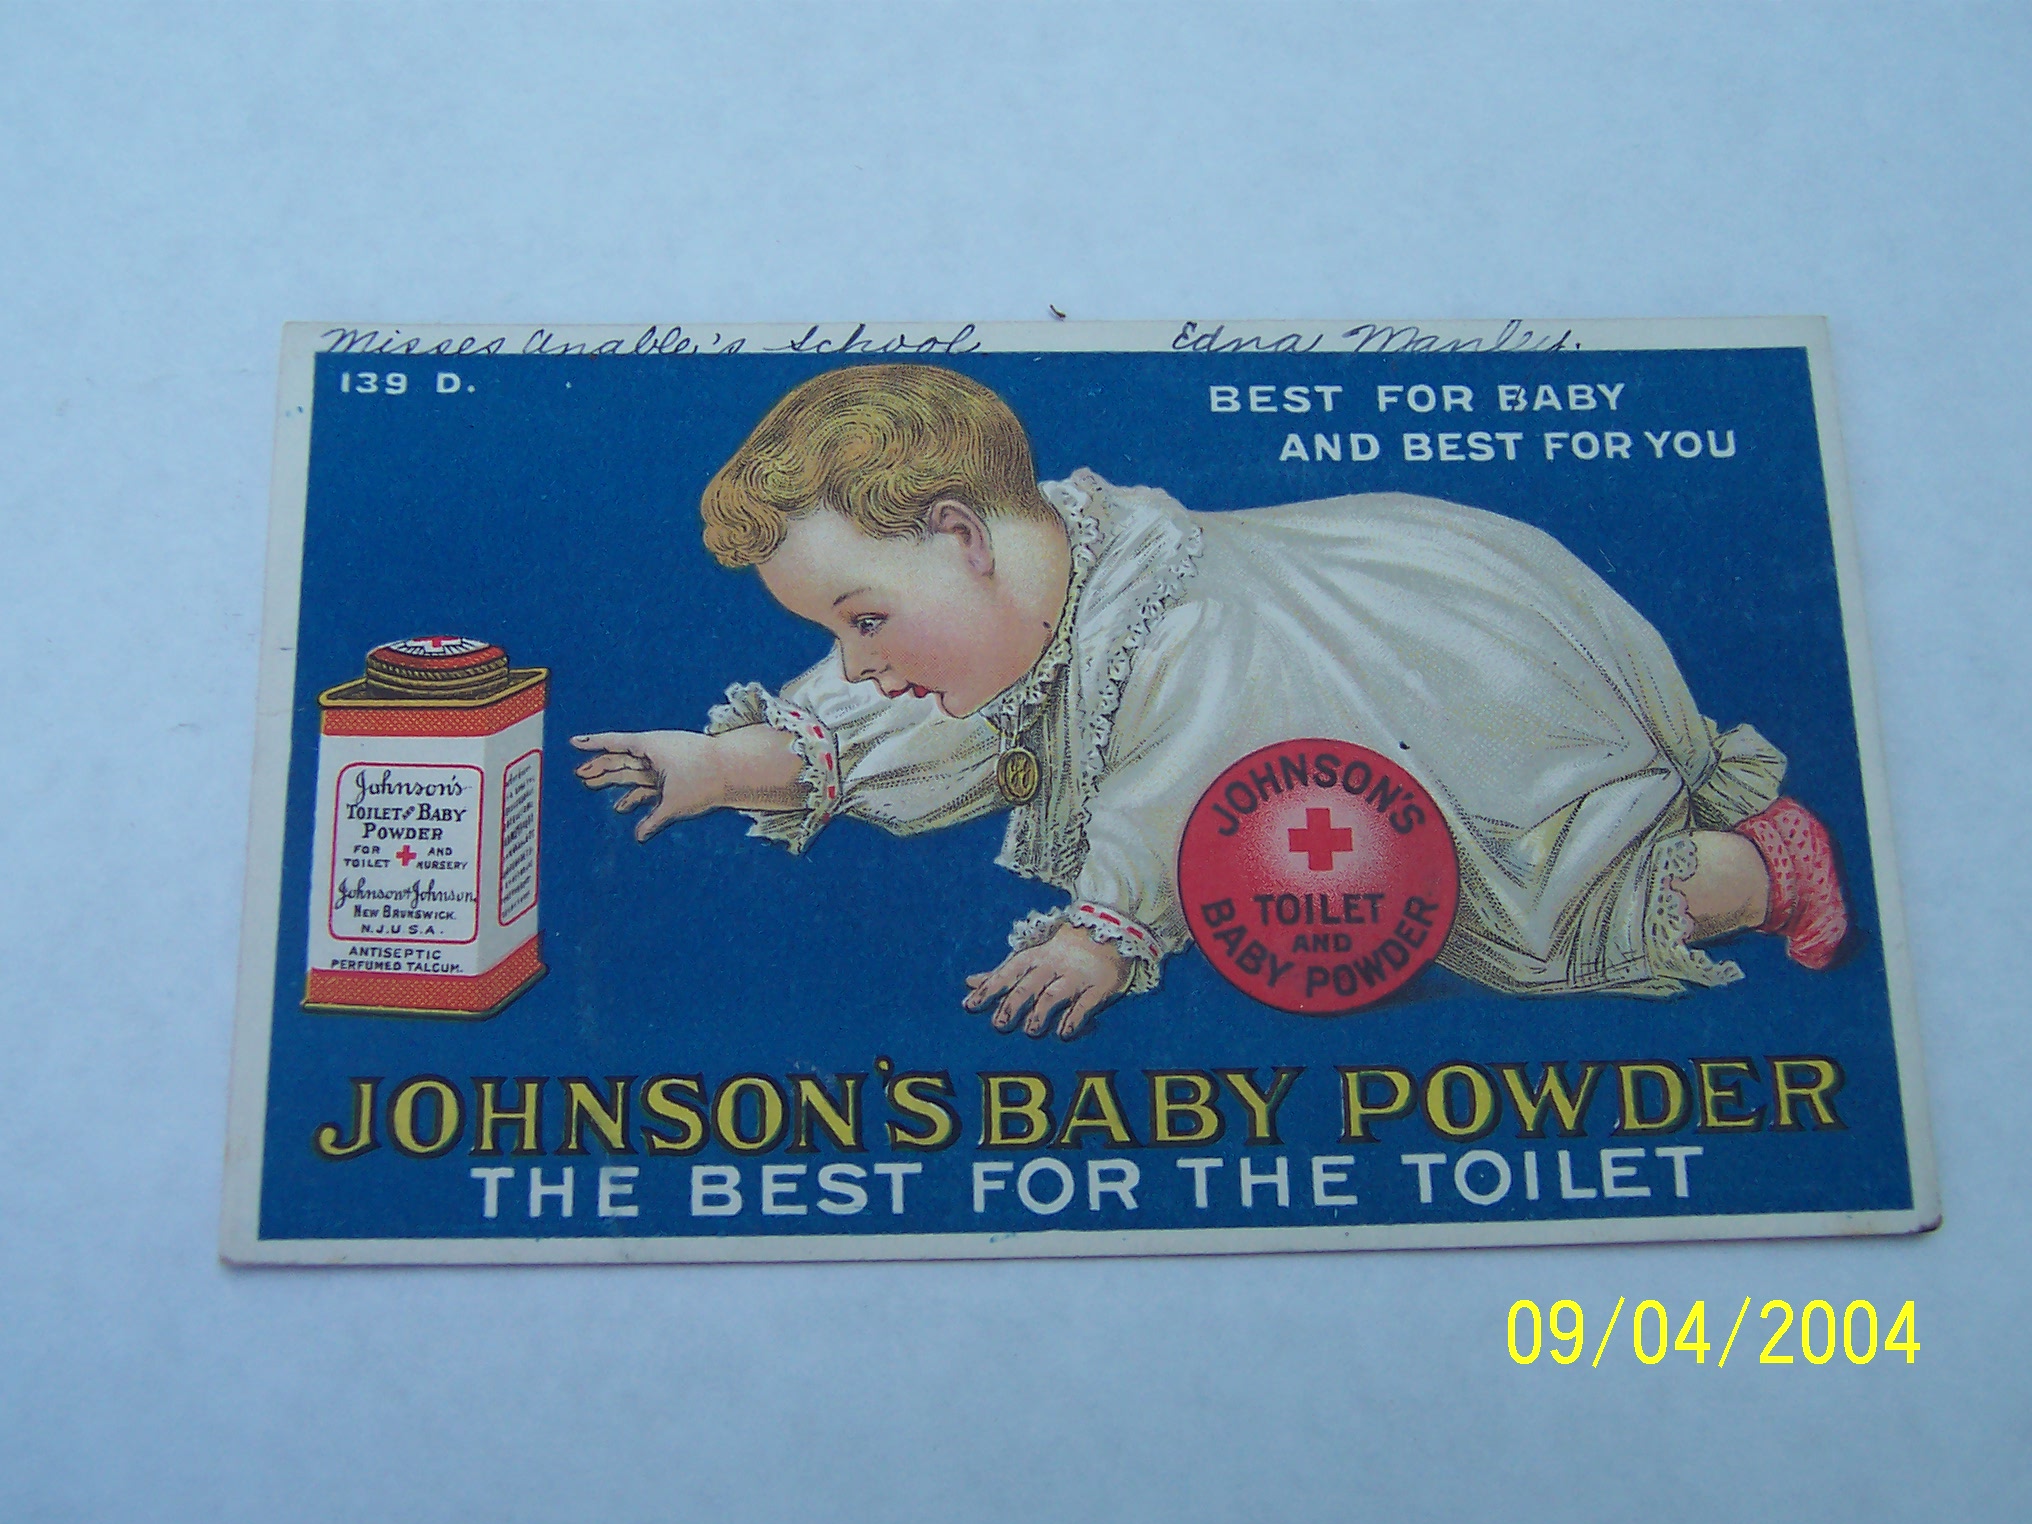 Misses Anable's School
Edna Manley.
139 D.
BEST FOR BABY
AND BEST FOR YOU
Johnson's
TOILET AND BABY
POWDER
FOR AND
TOILET NURSERY
Johnson & Johnson.
NEW BRUNSWICK.
N.J.U.S.A.
ANTISEPTIC
PERFUMED TALCUM.
JOHNSON'S
TOILET
AND
BABY POWDER
JOHNSON'S BABY POWDER
THE BEST FOR THE TOILET
09/04/2004